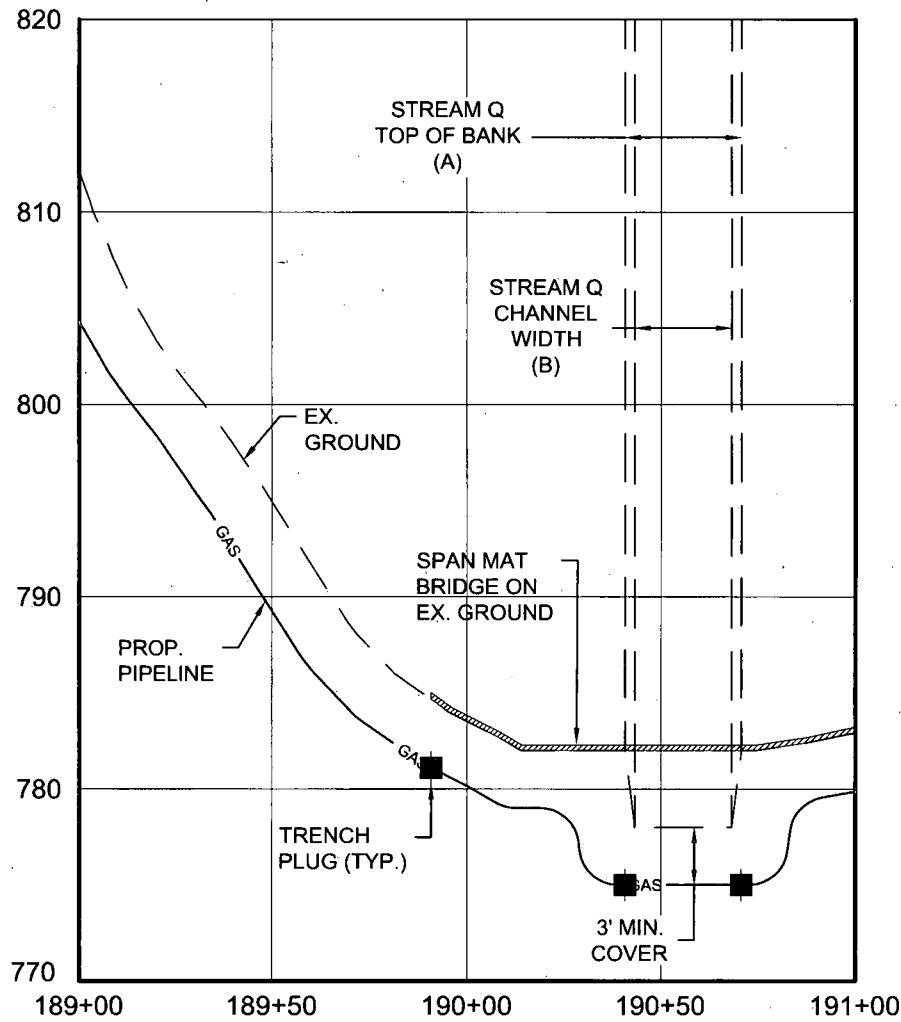 820
STREAM Q
TOP OF BANK
(A)
810
STREAM Q
CHANNEL
WIDTH
(B)
800
EX.
GROUND
GAS
SPAN MAT
BRIDGE ON
EX. GROUND
790
PROP.
PIPELINE
GAS
780
TRENCH
PLUG (TYP.)
GAS
3' MIN.
COVER
770
189+00 189+50 190+00 190+50 191+00